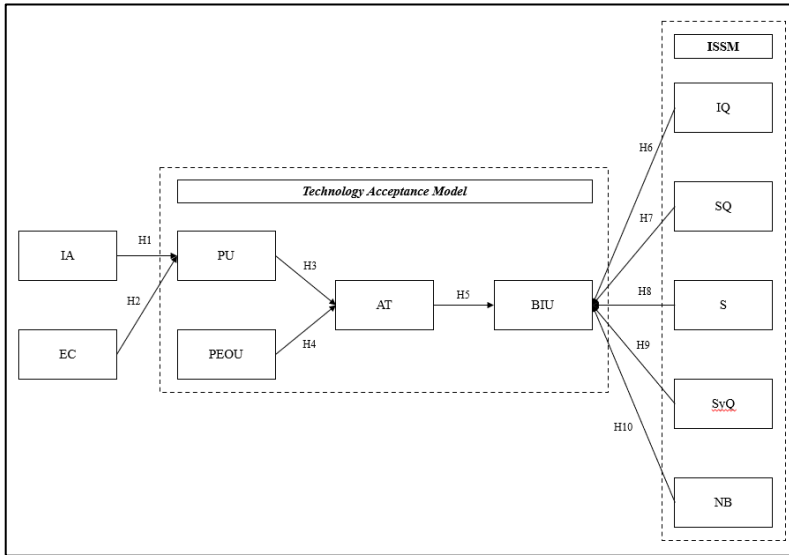 ISSM
IQ
H6
Technology Acceptance Model
SQ
H7
IA
H1
PU
H3
H2
AT
H5
BIU
H8
S
EC
PEOU
H4
H9
SvQ
H10
NB